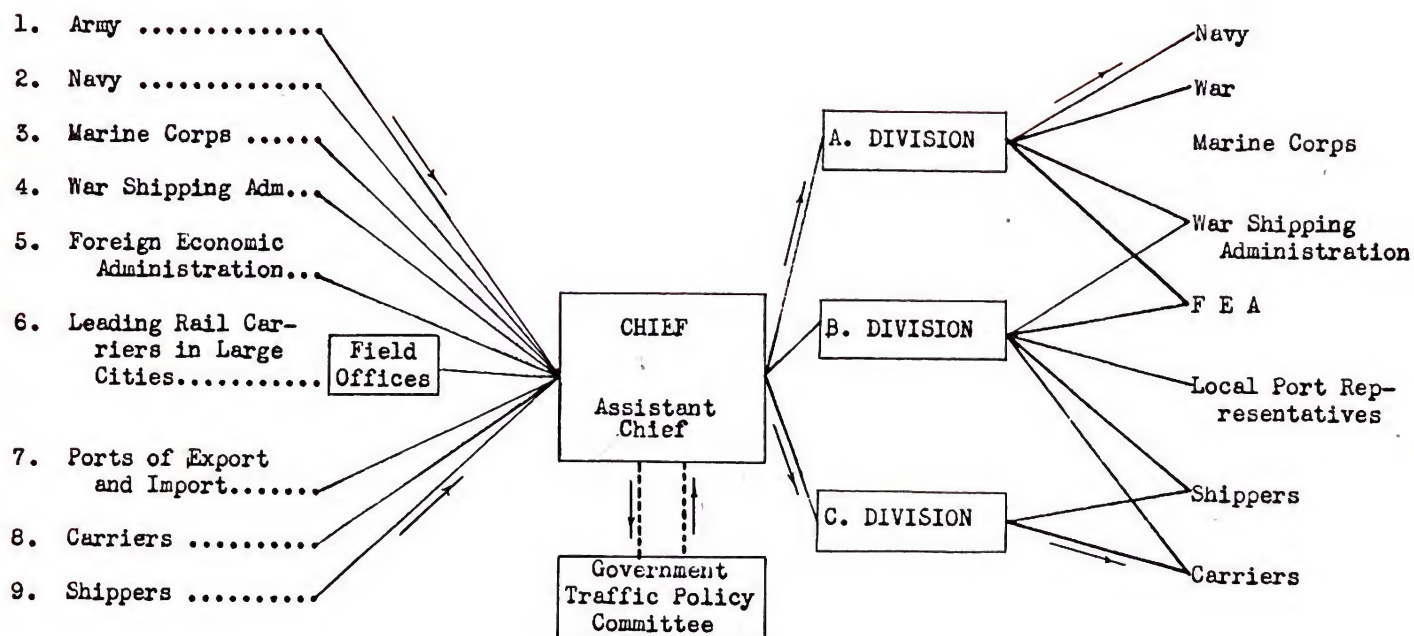 1. Army ..............
2. Navy ..............
3. Marine Corps ......
4. War Shipping Adm...
5. Foreign Economic
Administration...
6. Leading Rail Car-
riers in Large
Cities............
7. Ports of Export
and Import.......
8. Carriers ..........
9. Shippers ..........
Field
Offices
CHIEF
Assistant
Chief
Government
Traffic Policy
Committee
A. DIVISION
B. DIVISION
C. DIVISION
Navy
War
Marine Corps
War Shipping
Administration
F E A
Local Port Rep-
resentatives
Shippers
Carriers